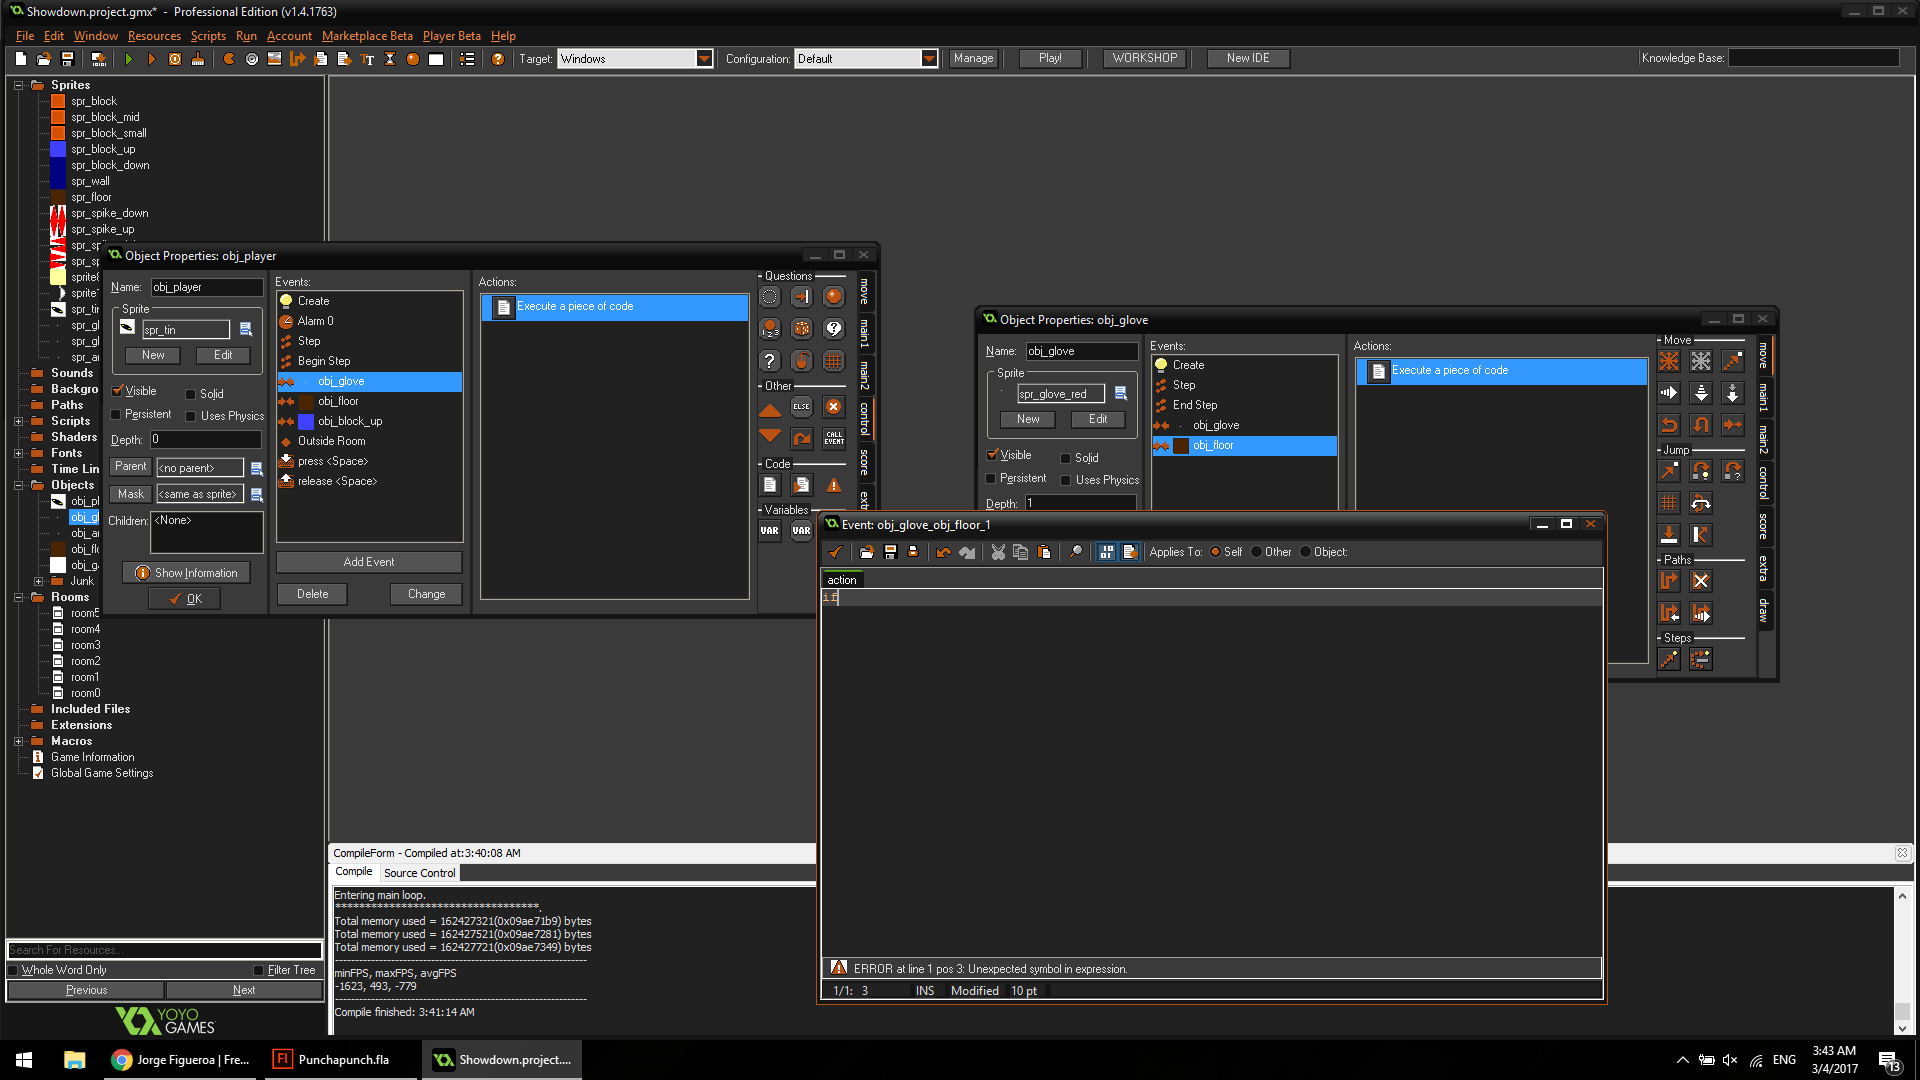 Showdown.project.gmx* - Professional Edition (v1.4.1763)
File Edit Window Resources Scripts Run Account Marketplace Beta Player Beta Help
Target: Windows Configuration: Default Manage Play! WORKSHOP New IDE Knowledge Base:
Sprites
spr_block
spr_block_mid
spr_block_small
spr_block_up
spr_block_down
spr_wall
spr_floor
spr_spike_down
spr_spike_up
Sounds
Backgro
Paths
Scripts
Shaders
Fonts
Time Lin
Objects
Junk
Rooms
room5
room4
room3
room2
room1
room0
Included Files
Extensions
Macros
Game Information
Global Game Settings
Search For Resources...
Whole Word Only Filter Tree
Previous Next
YOYO
GAMES
Object Properties: obj_player
Name: obj_player
Sprite
spr_tin
New Edit
Visible Solid
Persistent Uses Physics
Depth: 0
Parent <no parent>
Mask <same as sprite>
Children: <None>
Show Information
OK
Events:
Create
Alarm 0
Step
Begin Step
obj_glove
obj_floor
obj_block_up
Outside Room
press <Space>
release <Space>
Add Event
Delete Change
Actions:
Execute a piece of code
Questions
Other
ELSE
CALL EVENT
Code
Variables
VAR VAR
move
main1
main2
control
score
extr
Object Properties: obj_glove
Name: obj_glove
Sprite
spr_glove_red
New Edit
Visible Solid
Persistent Uses Physics
Depth: 1
Events:
Create
Step
End Step
obj_glove
obj_floor
Actions:
Execute a piece of code
Move
Jump
Paths
Steps
move
main1
main2
control
score
extra
draw
Event: obj_glove_obj_floor_1
Applies To: Self Other Object:
action
if
ERROR at line 1 pos 3: Unexpected symbol in expression.
1/1: 3 INS Modified 10 pt
CompileForm - Compiled at:3:40:08 AM
Compile Source Control
Entering main loop.
Total memory used = 162427321(0x09ae71b9) bytes
Total memory used = 162427521(0x09ae7281) bytes
Total memory used = 162427721(0x09ae7349) bytes
minFPS, maxFPS, avgFPS
-1623, 493, -779
Compile finished: 3:41:14 AM
Jorge Figueroa | Fre...
Fl Punchapunch.fla
Showdown.project....
ENG
3:43 AM
3/4/2017
13